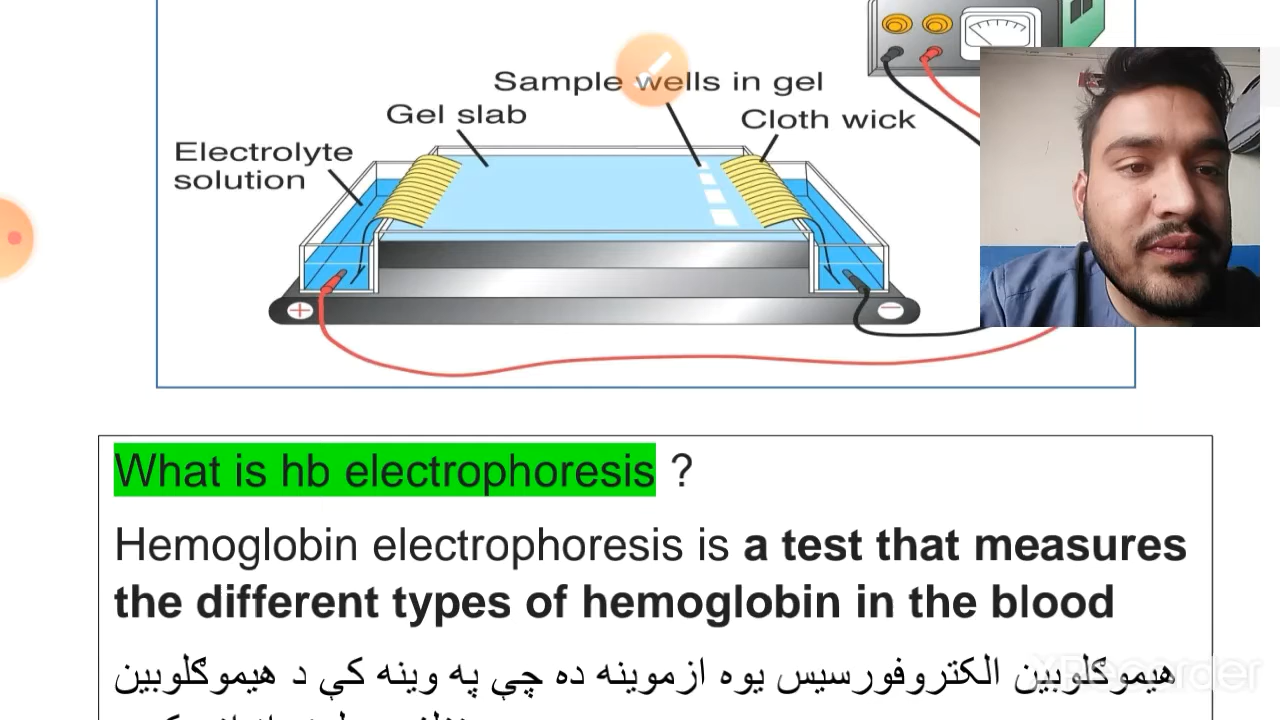 Sample wells in gel
Gel slab
Cloth wick
Electrolyte
solution
+
−
What is hb electrophoresis ?
Hemoglobin electrophoresis is a test that measures
the different types of hemoglobin in the blood
هیموګلوبین الکتروفورسیس یوه ازموینه ده چې په وینه کې د هیموګلوبین
XRecorder